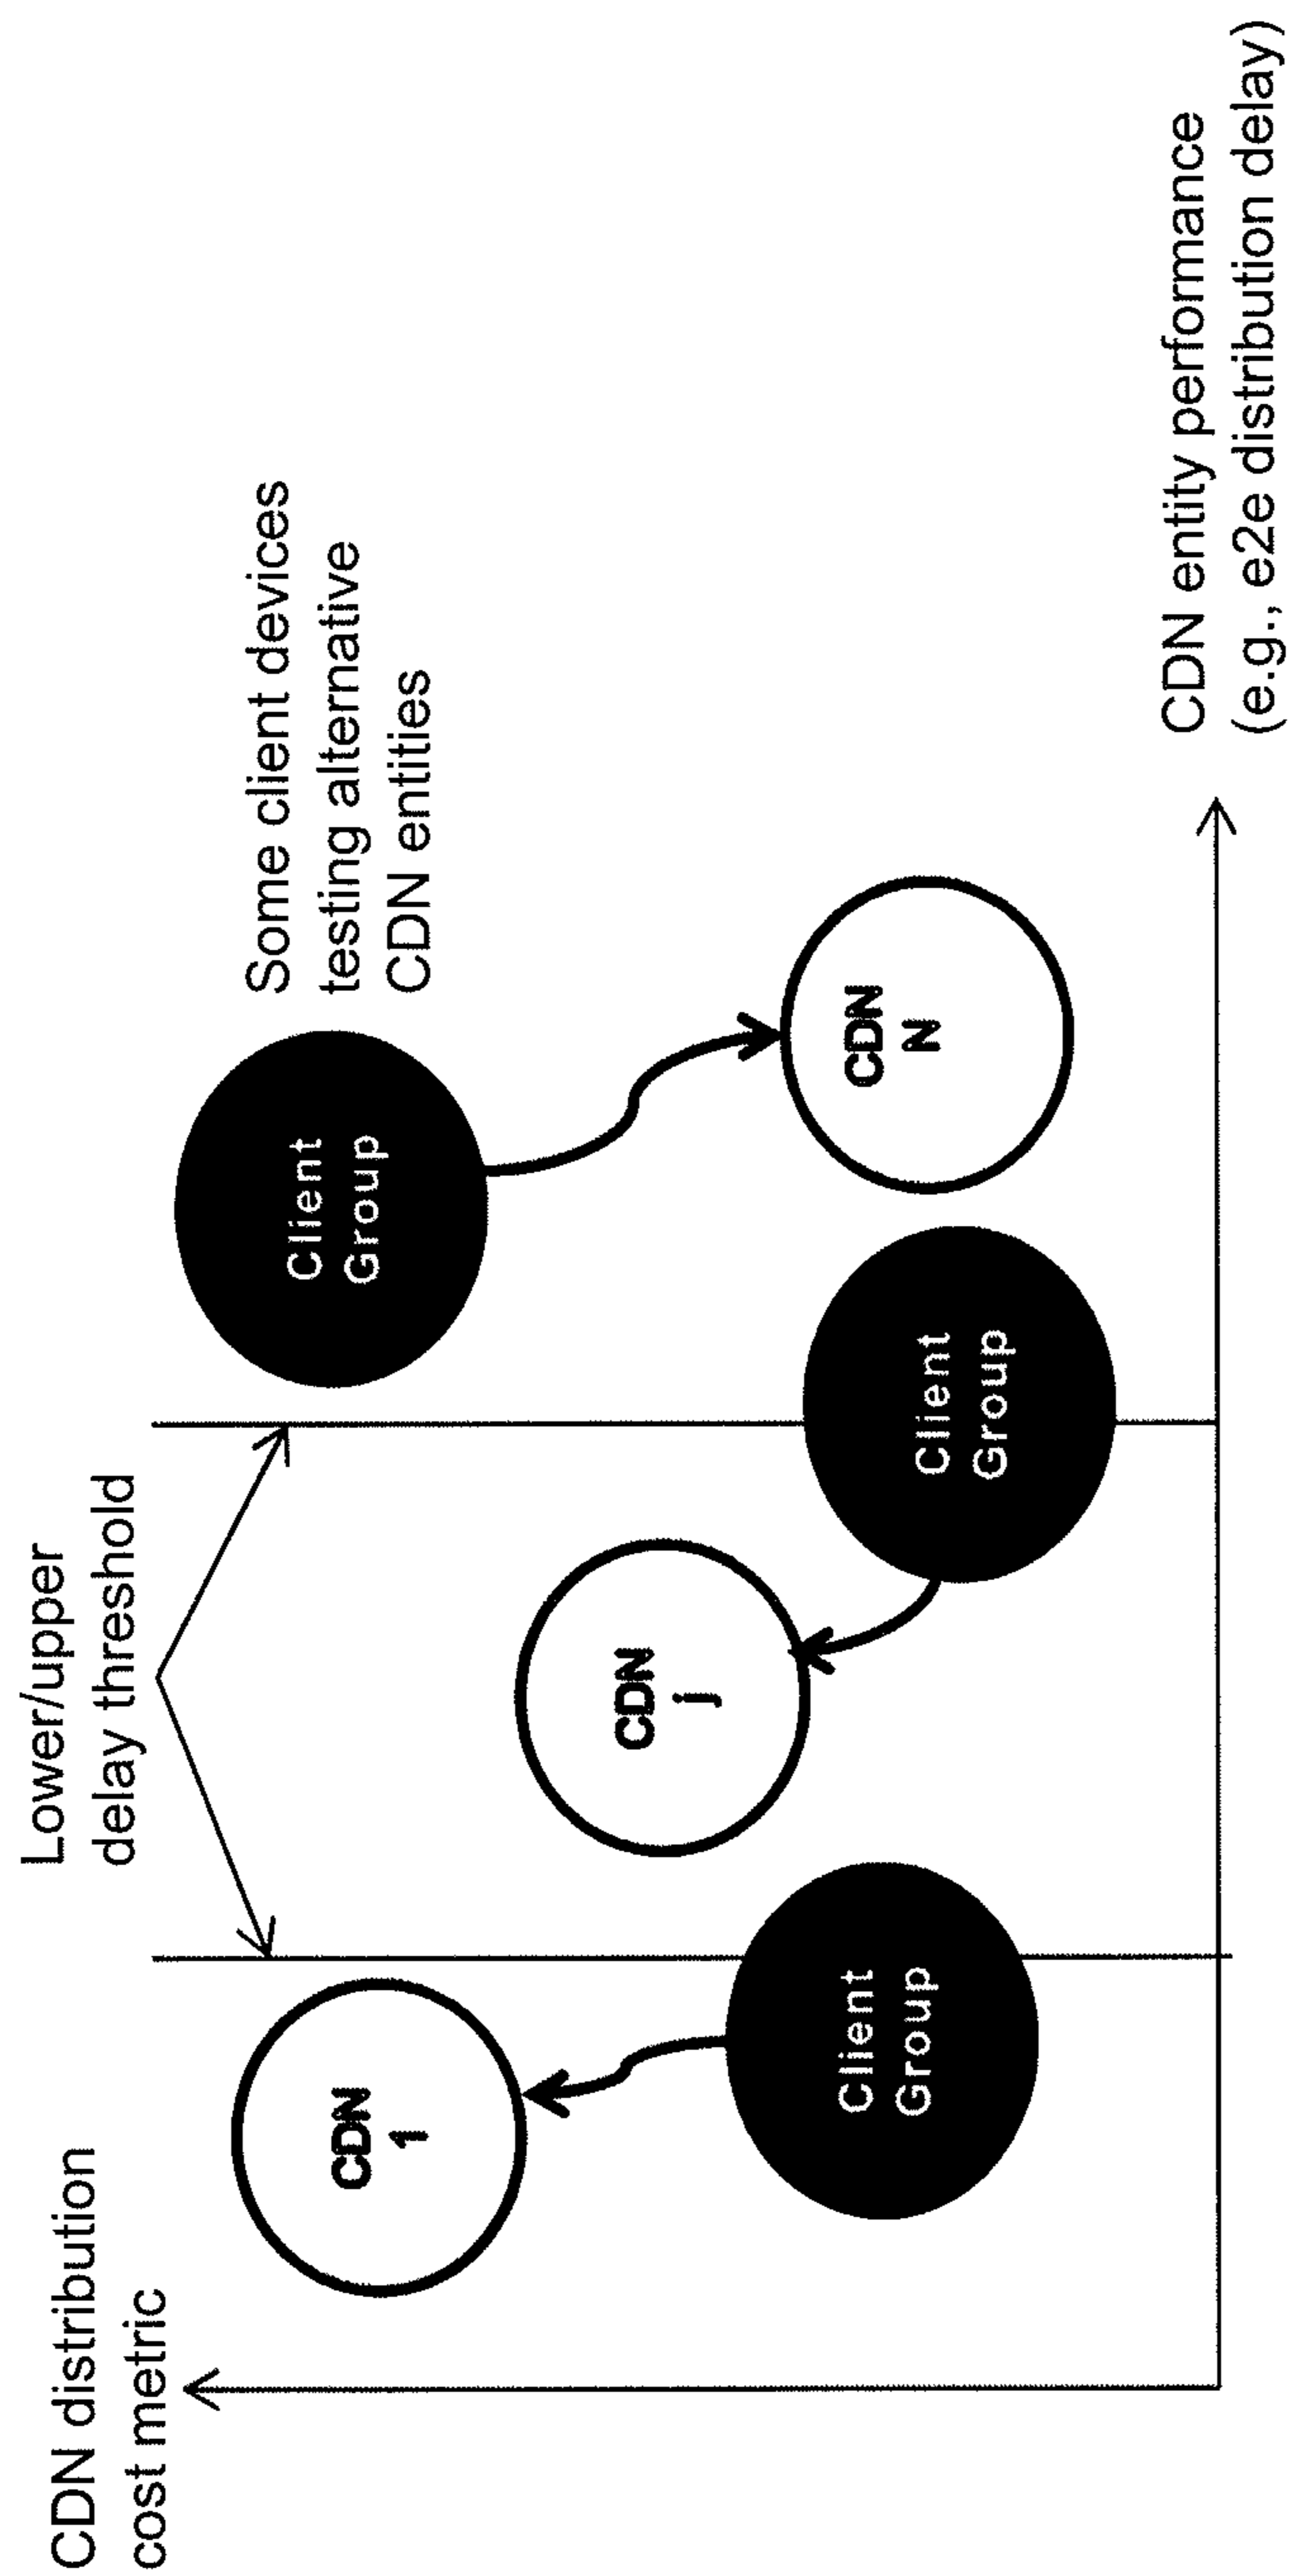 CDN distribution
cost metric
Lower/upper
delay threshold
Some client devices
testing alternative
CDN entities
CDN
1
Client
Group
CDN
j
Client
Group
Client
Group
CDN
N
CDN entity performance
(e.g., e2e distribution delay)